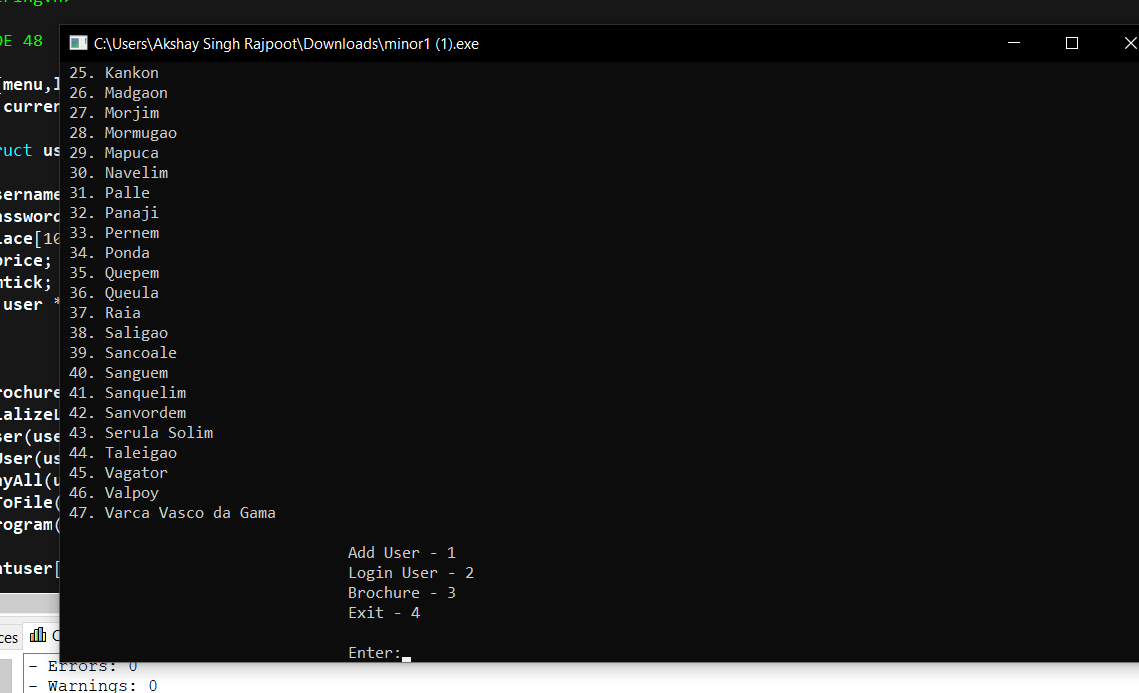 DE 48
C:\Users\Akshay Singh Rajpoot\Downloads\minor1 (1).exe
[menu,
curren
ruct us
sername
assword
lace[10
price;
ntick;
user *
rochure
ializeL
ser(use
User(us
ayAll(u
ToFile(
rogram(
ntuser[
25. Kankon
26. Madgaon
27. Morjim
28. Mormugao
29. Mapuca
30. Navelim
31. Palle
32. Panaji
33. Pernem
34. Ponda
35. Quepem
36. Queula
37. Raia
38. Saligao
39. Sancoale
40. Sanguem
41. Sanquelim
42. Sanvordem
43. Serula Solim
44. Taleigao
45. Vagator
46. Valpoy
47. Varca Vasco da Gama
Add User - 1
Login User - 2
Brochure - 3
Exit - 4
Enter:
ces
- Errors: 0
- Warnings: 0